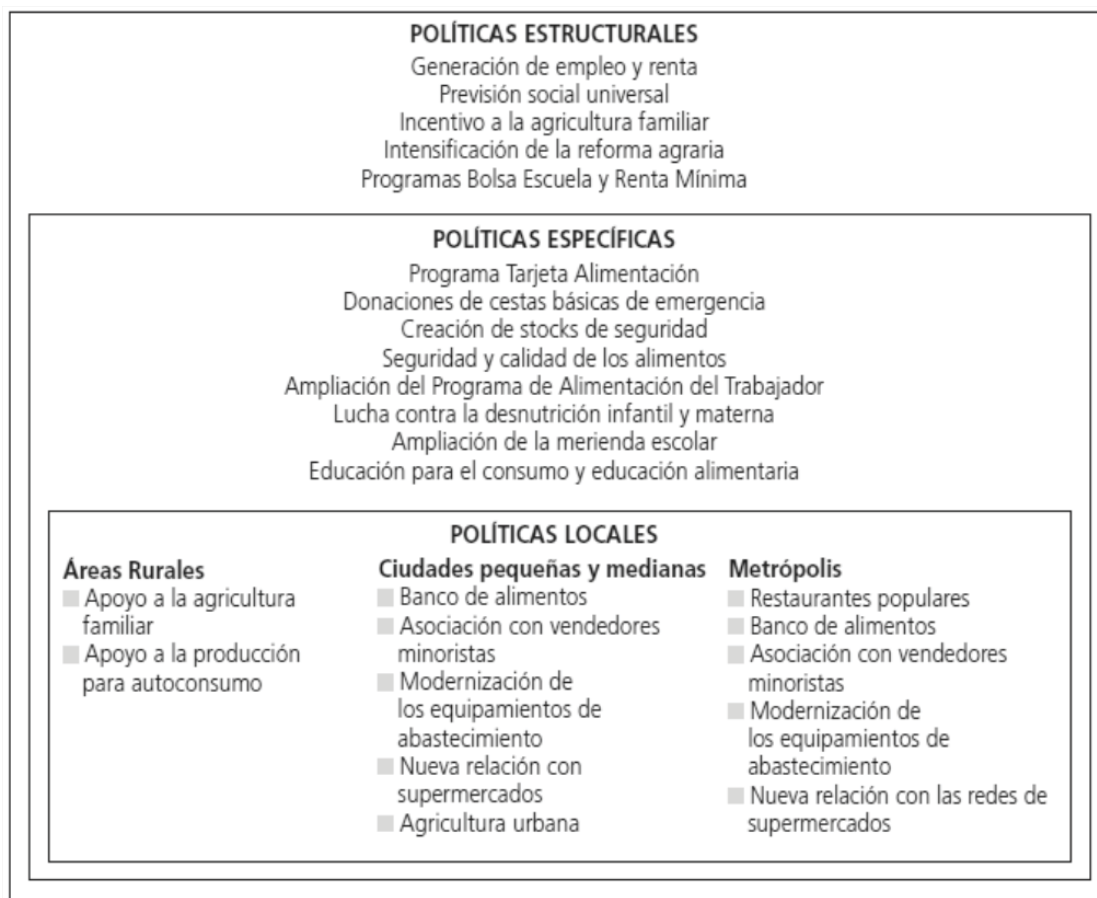 POLÍTICAS ESTRUCTURALES
Generación de empleo y renta
Previsión social universal
Incentivo a la agricultura familiar
Intensificación de la reforma agraria
Programas Bolsa Escuela y Renta Mínima
POLÍTICAS ESPECÍFICAS
Programa Tarjeta Alimentación
Donaciones de cestas básicas de emergencia
Creación de stocks de seguridad
Seguridad y calidad de los alimentos
Ampliación del Programa de Alimentación del Trabajador
Lucha contra la desnutrición infantil y materna
Ampliación de la merienda escolar
Educación para el consumo y educación alimentaria
POLÍTICAS LOCALES
Áreas Rurales
Apoyo a la agricultura
familiar
Apoyo a la producción
para autoconsumo
Ciudades pequeñas y medianas
Banco de alimentos
Asociación con vendedores
minoristas
Modernización de
los equipamientos de
abastecimiento
Nueva relación con
supermercados
Agricultura urbana
Metrópolis
Restaurantes populares
Banco de alimentos
Asociación con vendedores
minoristas
Modernización de
los equipamientos de
abastecimiento
Nueva relación con las redes de
supermercados